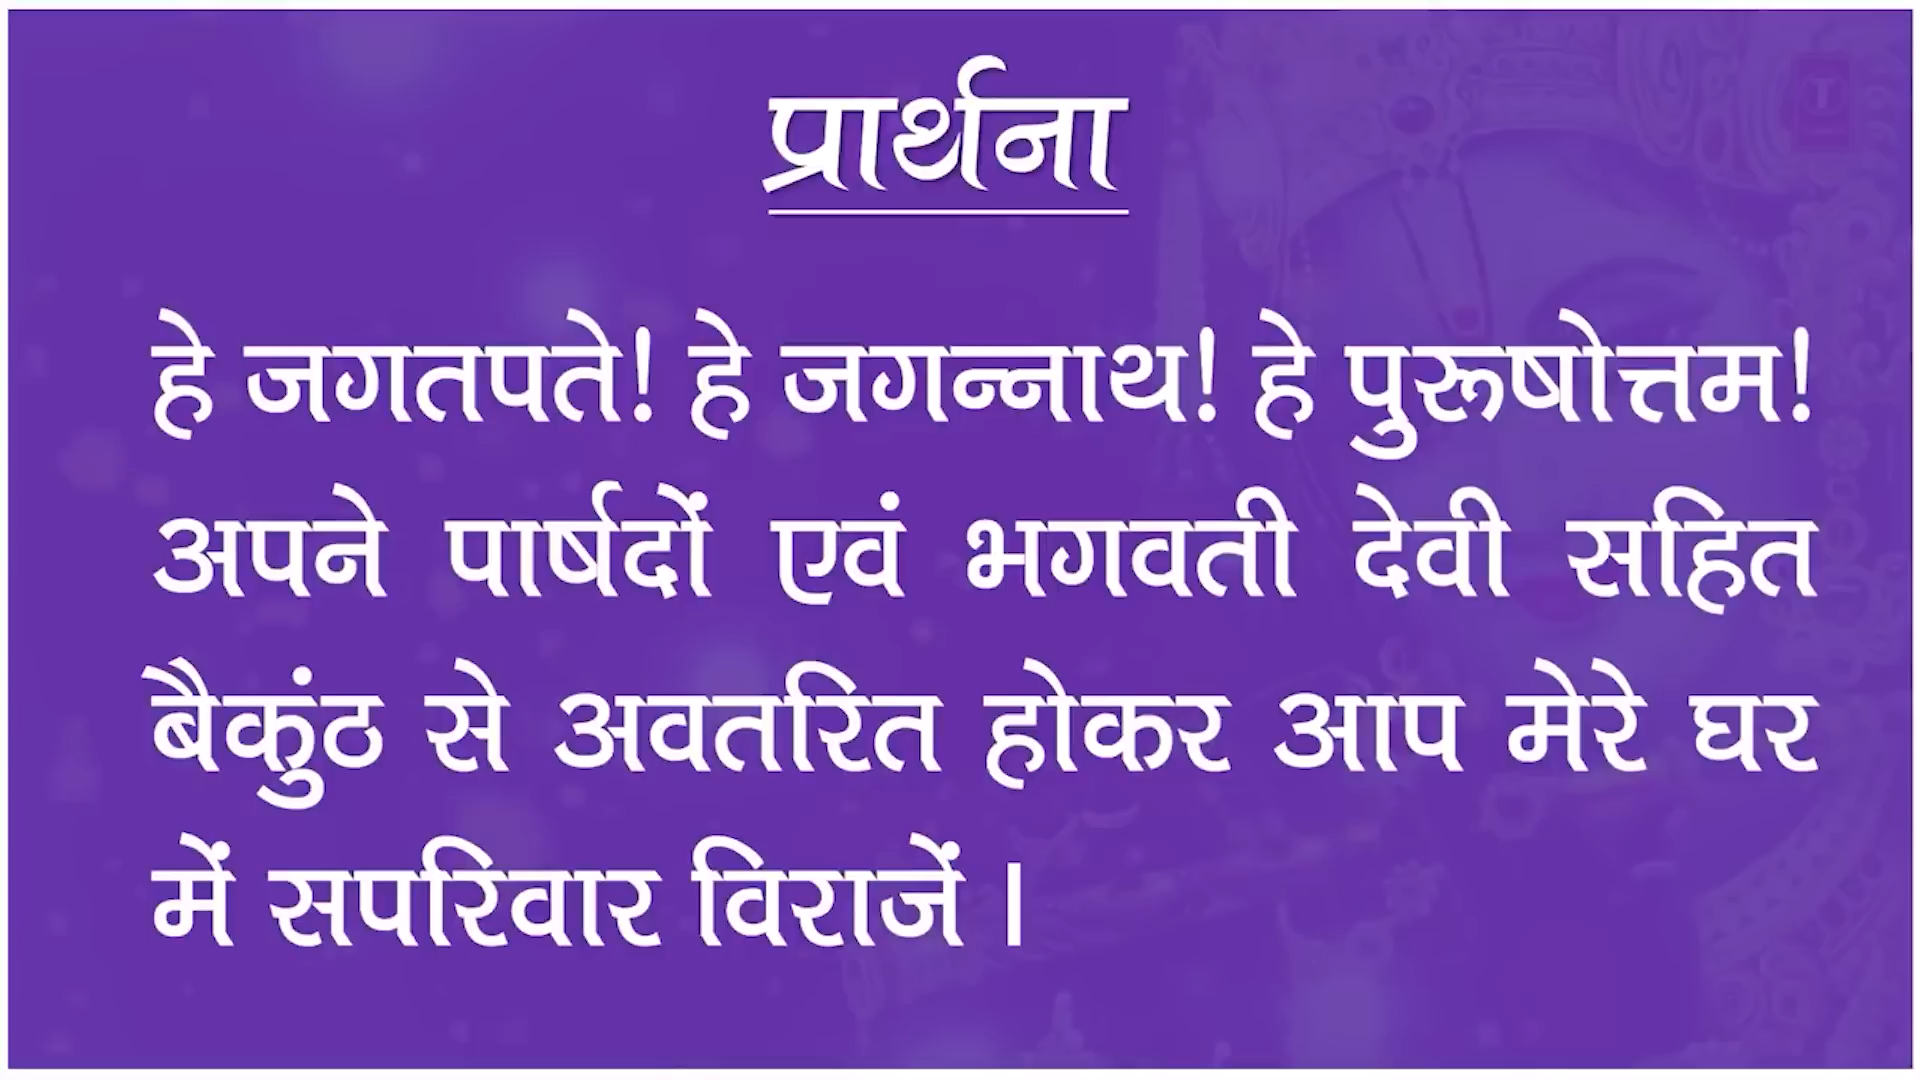 प्रार्थना
हे जगतपते! हे जगन्नाथ! हे पुरूषोत्तम!
अपने पार्षदों एवं भगवती देवी सहित
बैकुंठ से अवतरित होकर आप मेरे घर
में सपरिवार विराजें ।